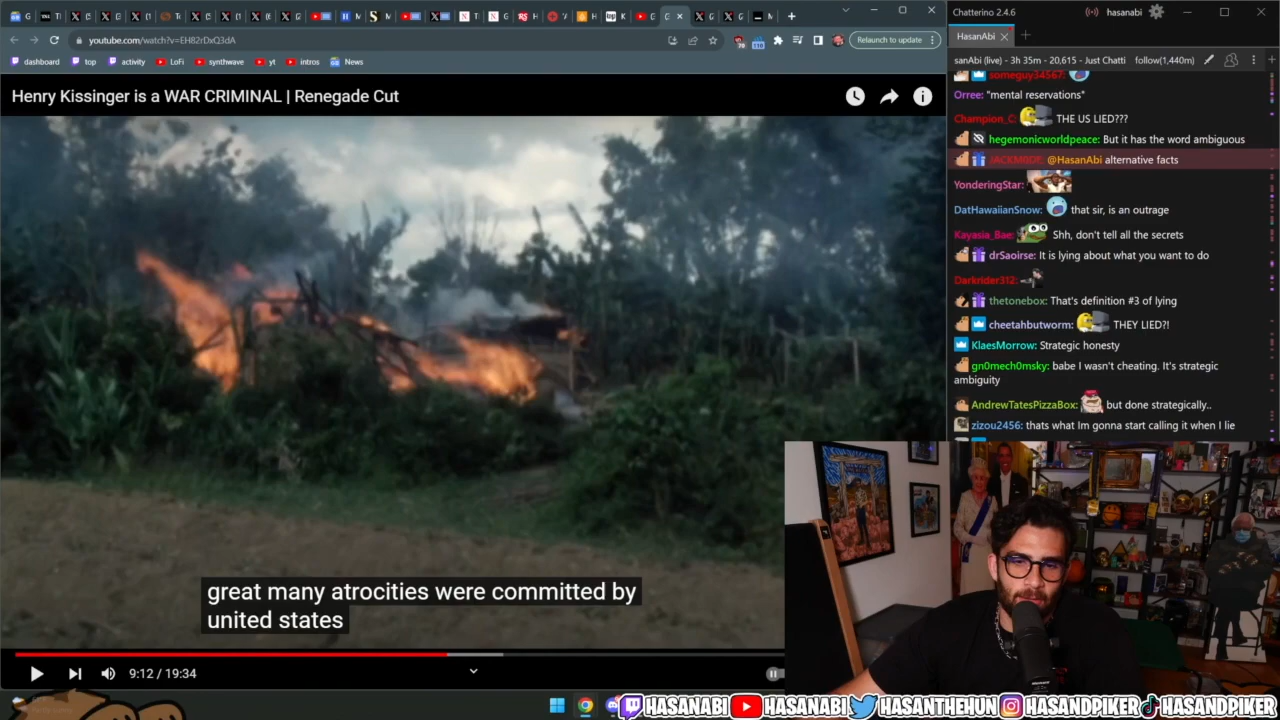 youtube.com/watch?v=EH82rDxQ3dA
Relaunch to update
dashboard
top
activity
LoFi
synthwave
yt
intros
News
Henry Kissinger is a WAR CRIMINAL | Renegade Cut
great many atrocities were committed by
united states
9:12 / 19:34
Chatterino 2.4.6
hasanabi
HasanAbi
sanAbi (live) - 3h 35m - 20,615 - Just Chatti
follow(1,440m)
someguy34567:
Orree: "mental reservations"
Champion_C: THE US LIED???
hegemonicworldpeace: But it has the word ambiguous
@HasanAbi alternative facts
YonderingStar:
DatHawaiianSnow: that sir, is an outrage
Kayasia_Bae: Shh, don't tell all the secrets
drSaoirse: It is lying about what you want to do
Darkrider312:
thetonebox: That's definition #3 of lying
cheetahbutworm: THEY LIED?!
KlaesMorrow: Strategic honesty
gn0mech0msky: babe I wasn't cheating. It's strategic
ambiguity
AndrewTatesPizzaBox: but done strategically..
zizou2456: thats what Im gonna start calling it when I lie
HASANABI
HASANABI
HASANTHEHUN
HASANDPIKER
HASANDPIKER